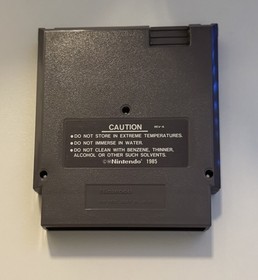 CAUTION
●DO NOT STORE IN EXTREME TEMPERATURES.
●DO NOT IMMERSE IN WATER.
●DO NOT CLEAN WITH BENZENE, THINNER,
ALCOHOL OR OTHER SUCH SOLVENTS.
Nintendo® 1985